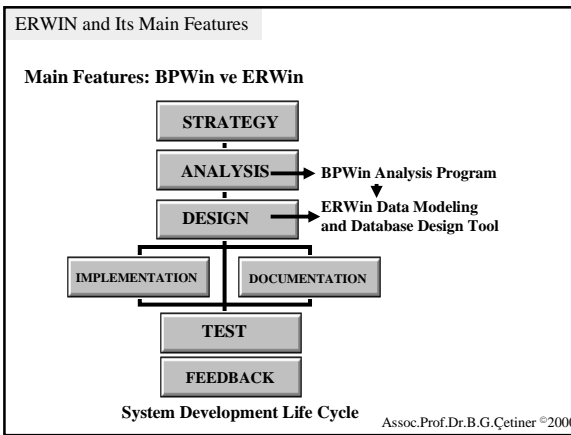 ERWIN and Its Main Features
Main Features: BPWin ve ERWin
STRATEGY
ANALYSIS
BPWin Analysis Program
DESIGN
ERWin Data Modeling
and Database Design Tool
IMPLEMENTATION
DOCUMENTATION
TEST
FEEDBACK
System Development Life Cycle
Assoc.Prof.Dr.B.G.Çetiner ©2000